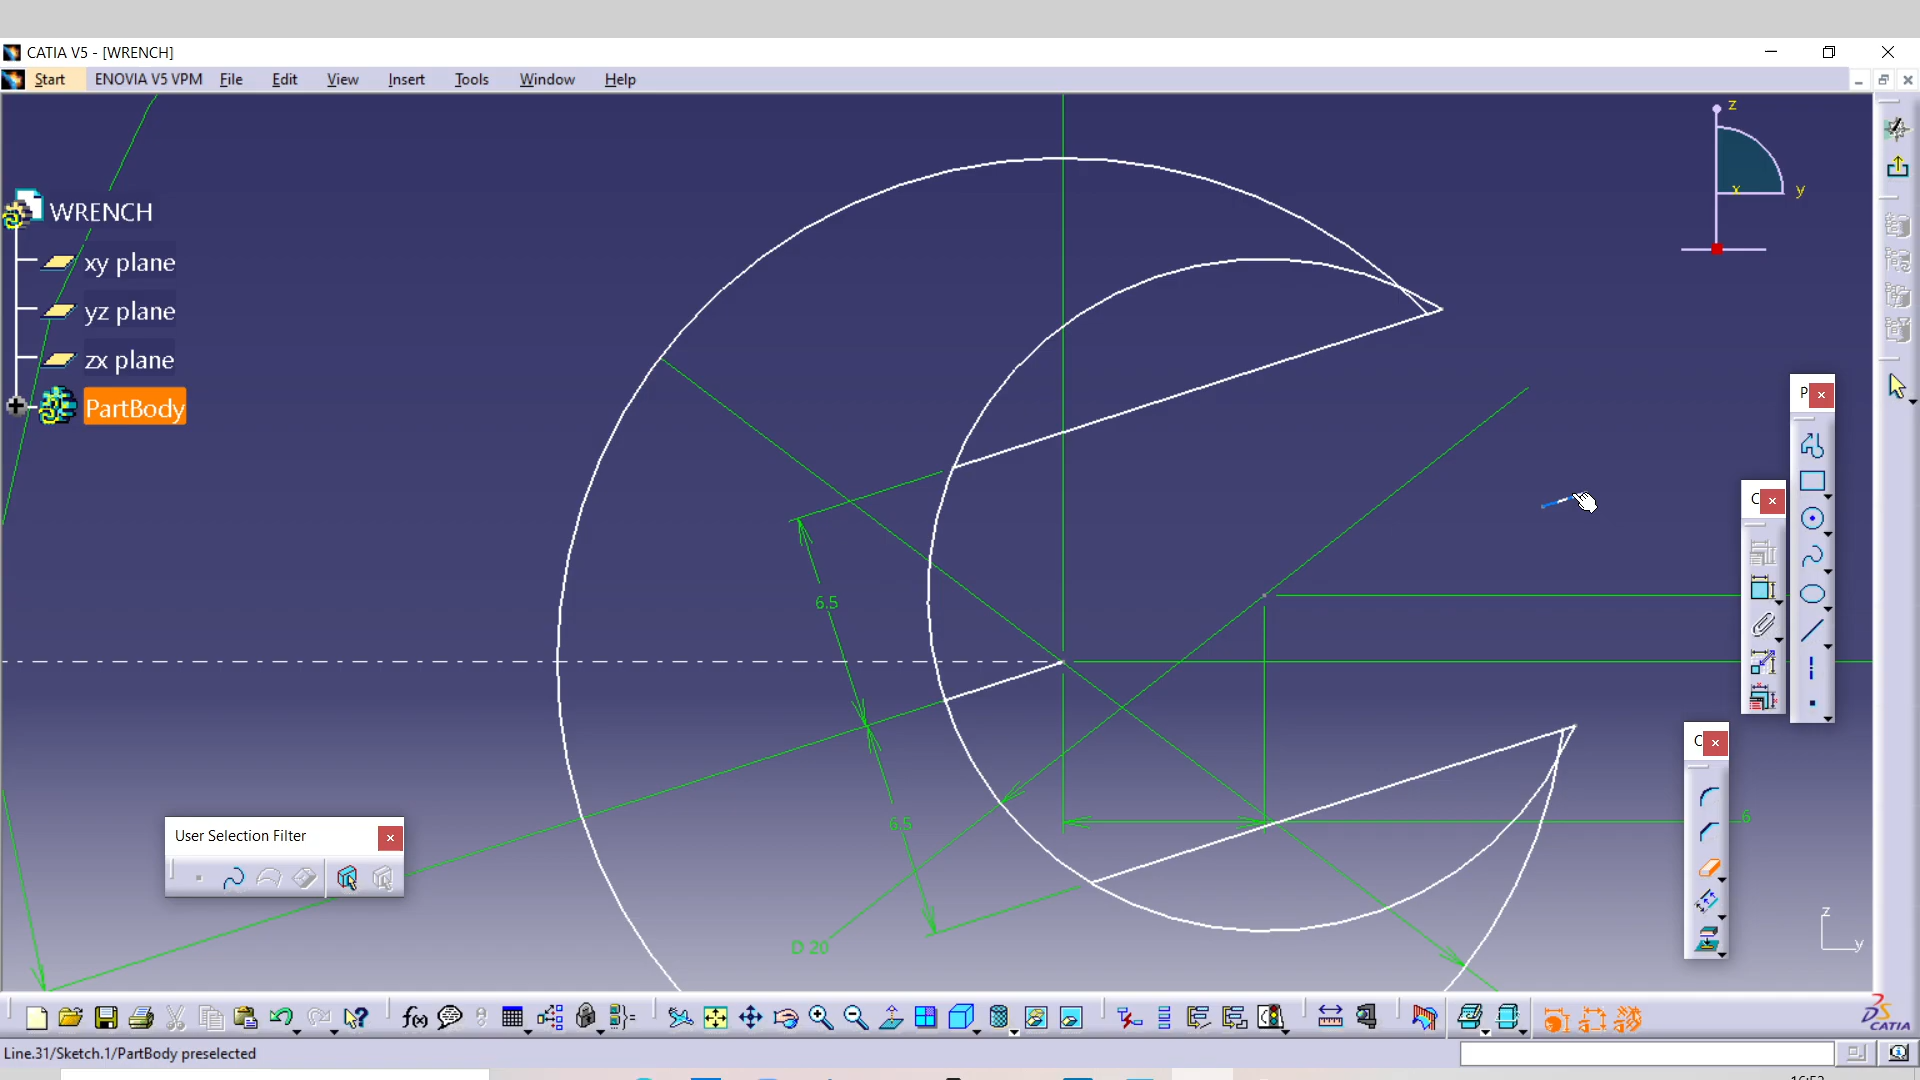 CATIA V5 - [WRENCH]
Start ENOVIA V5 VPM File Edit View Insert Tools Window Help
z
x y
WRENCH
xy plane
yz plane
zx plane
PartBody
P
C
6.5
C
6
6.5
User Selection Filter
D 20
z
y
f(x)
CATIA
Line.31/Sketch.1/PartBody preselected